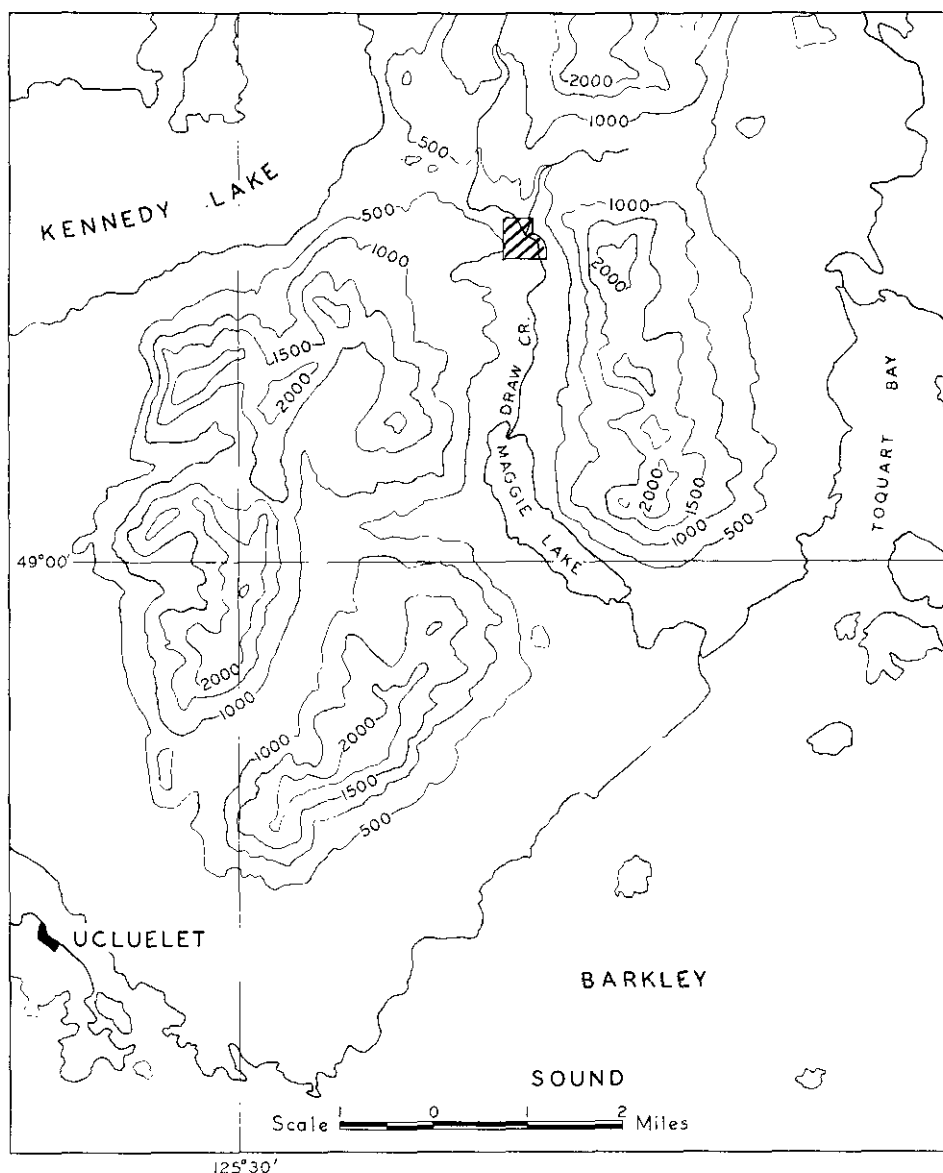 2000
1000
500
KENNEDY LAKE
500
1000
1000
2000
1500
2000
DRAW CR.
MAGGIE LAKE
TOQUART BAY
2000
1500
1000
500
49°00'
2000
1000
1000
2000
1500
500
UCLUELET
BARKLEY
SOUND
1 0 1 2
Scale Miles
125°30'